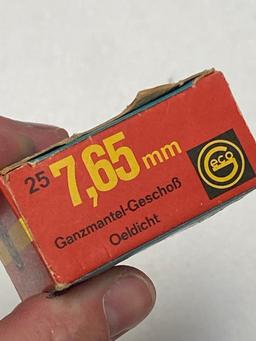 25 7,65 mm
Ganzmantel-Geschoß
Oeldicht
Geco